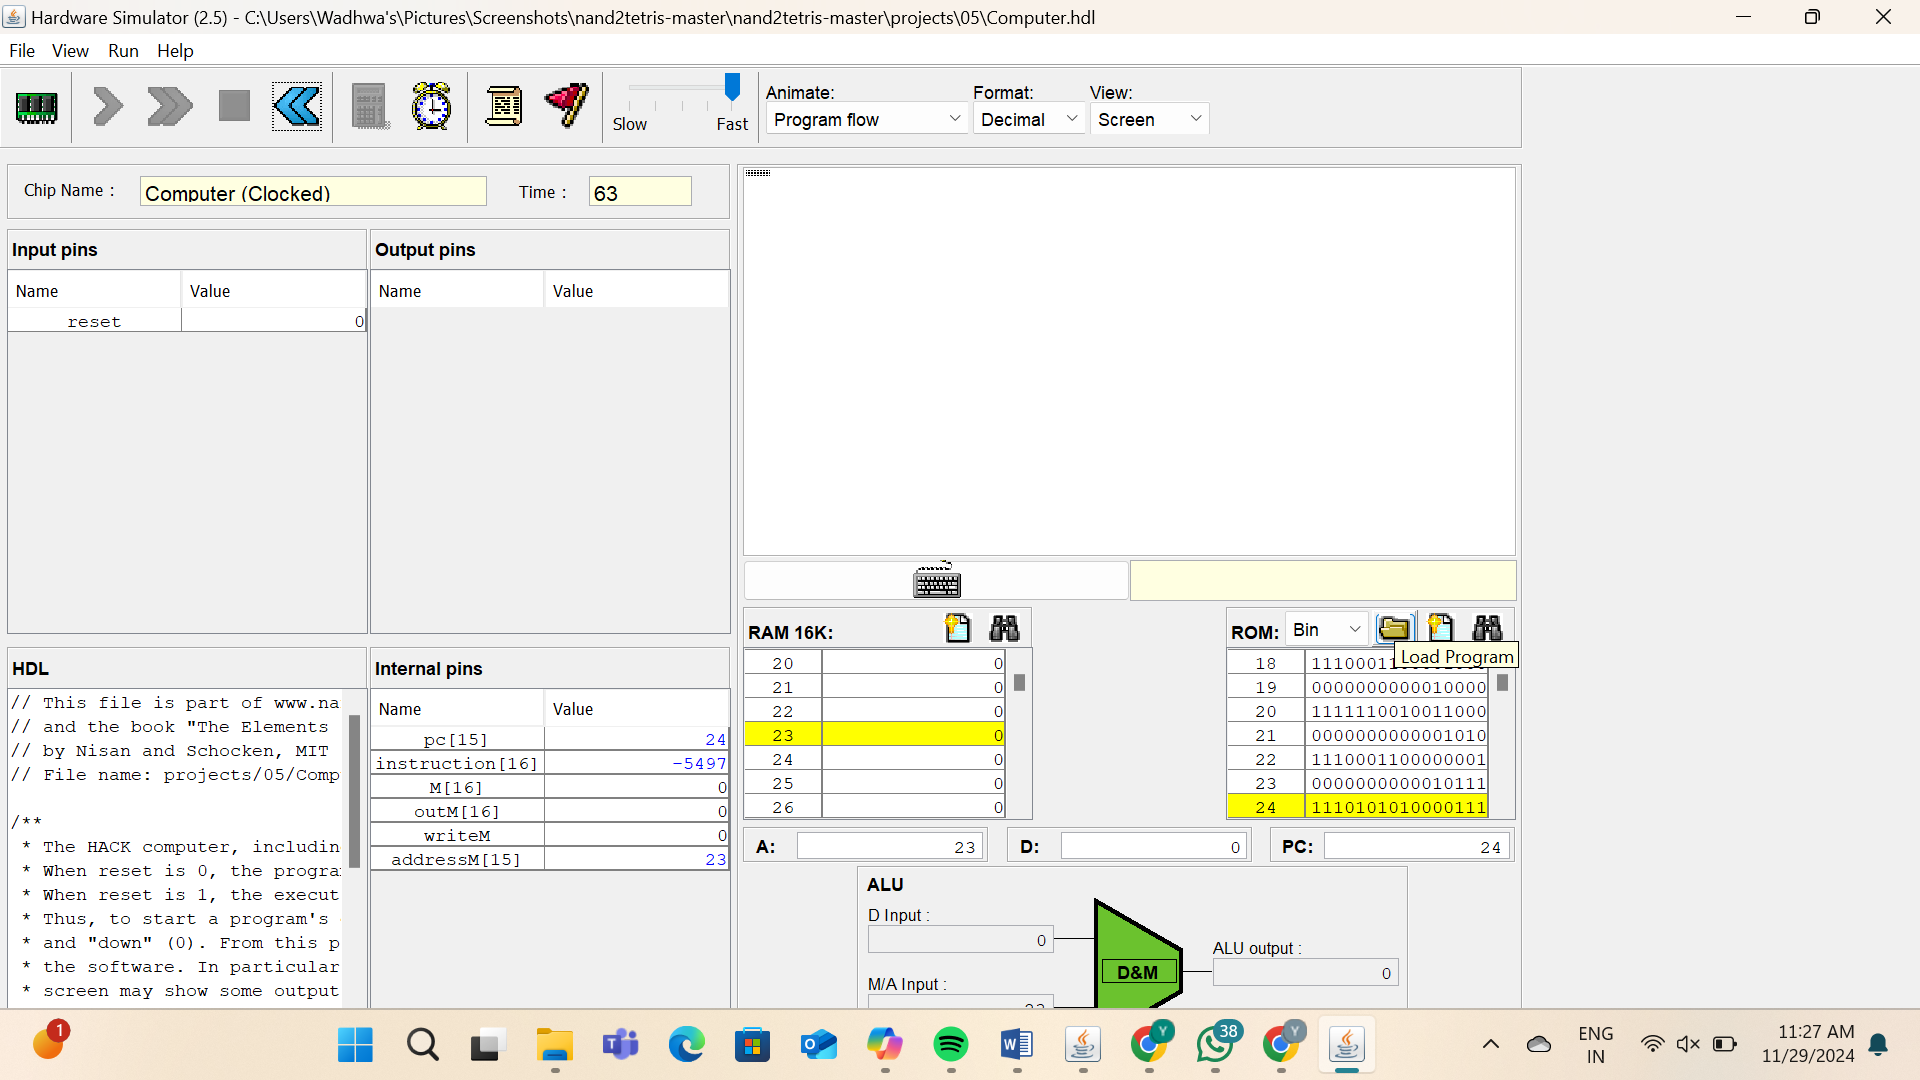 Hardware Simulator (2.5) - C:\Users\Wadhwa's\Pictures\Screenshots\nand2tetris-master\nand2tetris-master\projects\05\Computer.hdl
File View Run Help
Slow Fast
Animate:
Program flow
Format:
Decimal
View:
Screen
Chip Name :
Computer (Clocked)
Time :
63
Input pins
Name Value
reset 0
Output pins
Name Value
HDL
// This file is part of www.na
// and the book "The Elements
// by Nisan and Schocken, MIT
// File name: projects/05/Comp
/**
* The HACK computer, includin
* When reset is 0, the progra
* When reset is 1, the execut
* Thus, to start a program's
* and "down" (0). From this p
* the software. In particular
* screen may show some output
Internal pins
Name Value
pc[15] 24
instruction[16] -5497
M[16] 0
outM[16] 0
writeM 0
addressM[15] 23
RAM 16K:
20 0
21 0
22 0
23 0
24 0
25 0
26 0
ROM: Bin
Load Program
18
19 0000000000010000
20 1111110010011000
21 0000000000001010
22 1110001100000001
23 0000000000010111
24 1110101010000111
A: 23
D: 0
PC: 24
ALU
D Input :
0
M/A Input :
D&M
ALU output :
0
1
38
Y
Y
ENG
IN
11:27 AM
11/29/2024